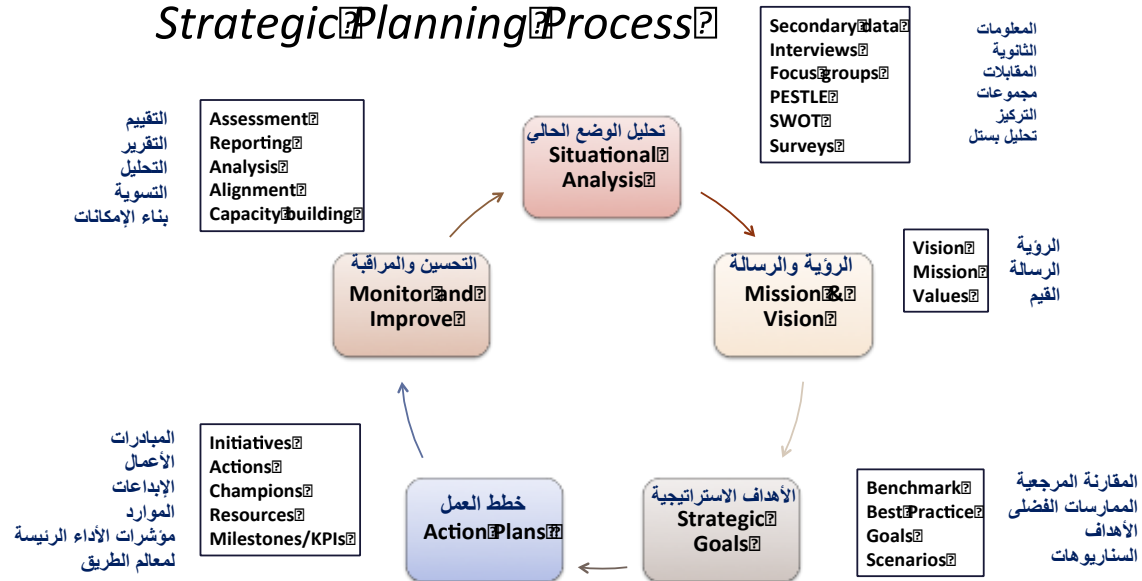 Strategic Planning Process
Secondary data
Interviews
Focus groups
PESTLE
SWOT
Surveys
المعلومات
الثانوية
المقابلات
مجموعات
التركيز
تحليل بستل
التقييم
التقرير
التحليل
التسوية
بناء الإمكانات
Assessment
Reporting
Analysis
Alignment
Capacity building
تحليل الوضع الحالي
Situational
Analysis
التحسين والمراقبة
Monitor and
Improve
الرؤية والرسالة
Mission &
Vision
Vision
Mission
Values
الرؤية
الرسالة
القيم
المبادرات
الأعمال
الإبداعات
الموارد
مؤشرات الأداء الرئيسة
لمعالم الطريق
Initiatives
Actions
Champions
Resources
Milestones/KPIs
خطط العمل
Action Plans
الأهداف الاستراتيجية
Strategic
Goals
Benchmark
Best Practice
Goals
Scenarios
المقارنة المرجعية
الممارسات الفضلى
الأهداف
السناريوهات